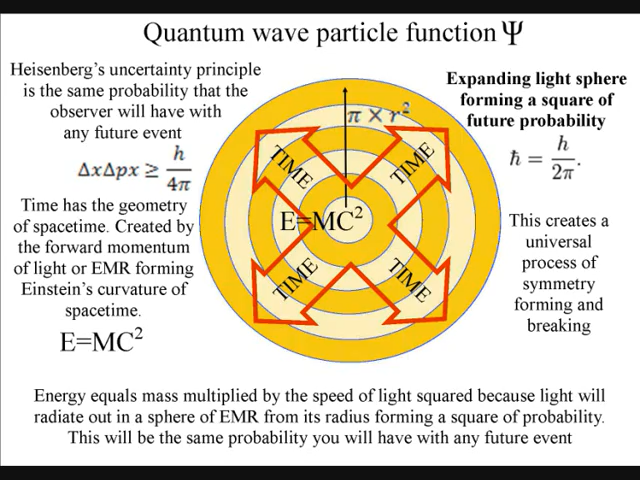 Quantum wave particle function Ψ
Heisenberg's uncertainty principle
is the same probability that the
observer will have with
any future event
ΔxΔpx ≥ h/4π
Time has the geometry
of spacetime. Created by
the forward momentum
of light or EMR forming
Einstein's curvature of
spacetime.
E=MC²
π × r²
TIME
TIME
E=MC²
TIME
TIME
Expanding light sphere
forming a square of
future probability
ħ = h/2π.
This creates a
universal
process of
symmetry
forming and
breaking
Energy equals mass multiplied by the speed of light squared because light will
radiate out in a sphere of EMR from its radius forming a square of probability.
This will be the same probability you will have with any future event